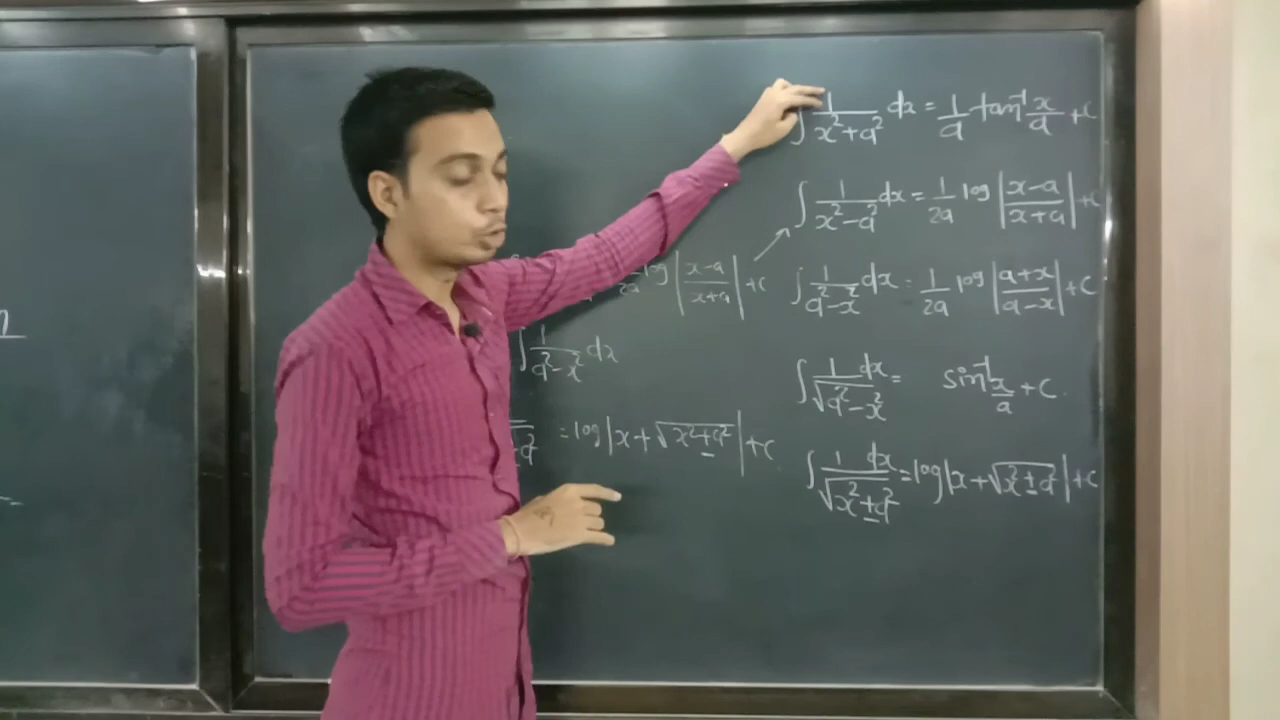 ∫ 1/(x²+a²) dx = 1/a tan⁻¹ x/a + C
∫ 1/(x²-a²) dx = 1/2a log |(x-a)/(x+a)| + C
∫ 1/(a²-x²) dx = 1/2a log |(a+x)/(a-x)| + C
∫ 1/√(a²-x²) dx = sin⁻¹ x/a + C
∫ 1/√(x²±a²) dx = log |x+√(x²±a²)| + C
log |(x-a)/(x+a)| + C
∫ 1/(a²-x²) dx
= log |x+√(x²±a²)| + C